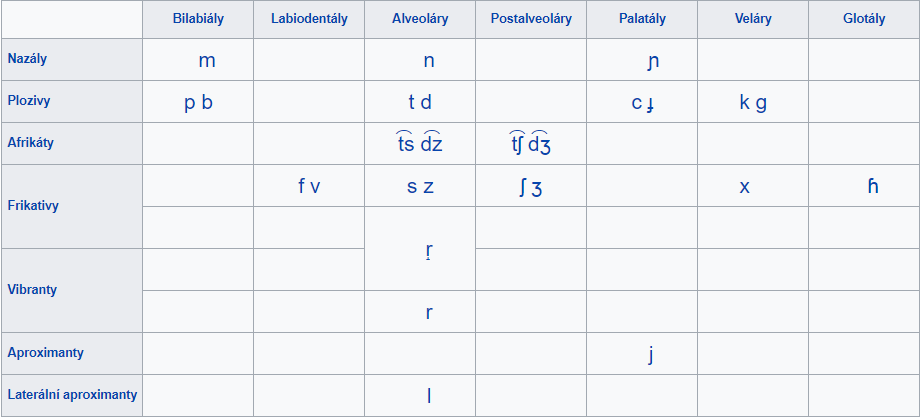 Bilabiály Labiodentály Alveoláry Postalveoláry Palatály Veláry Glotály
Nazály m n ɲ
Plozivy p b t d c ɟ k g
Afrikáty t͡s d͡z t͡ʃ d͡ʒ
Frikativy f v s z ʃ ʒ x ɦ
r̝
Vibranty
r
Aproximanty j
Laterální aproximanty l